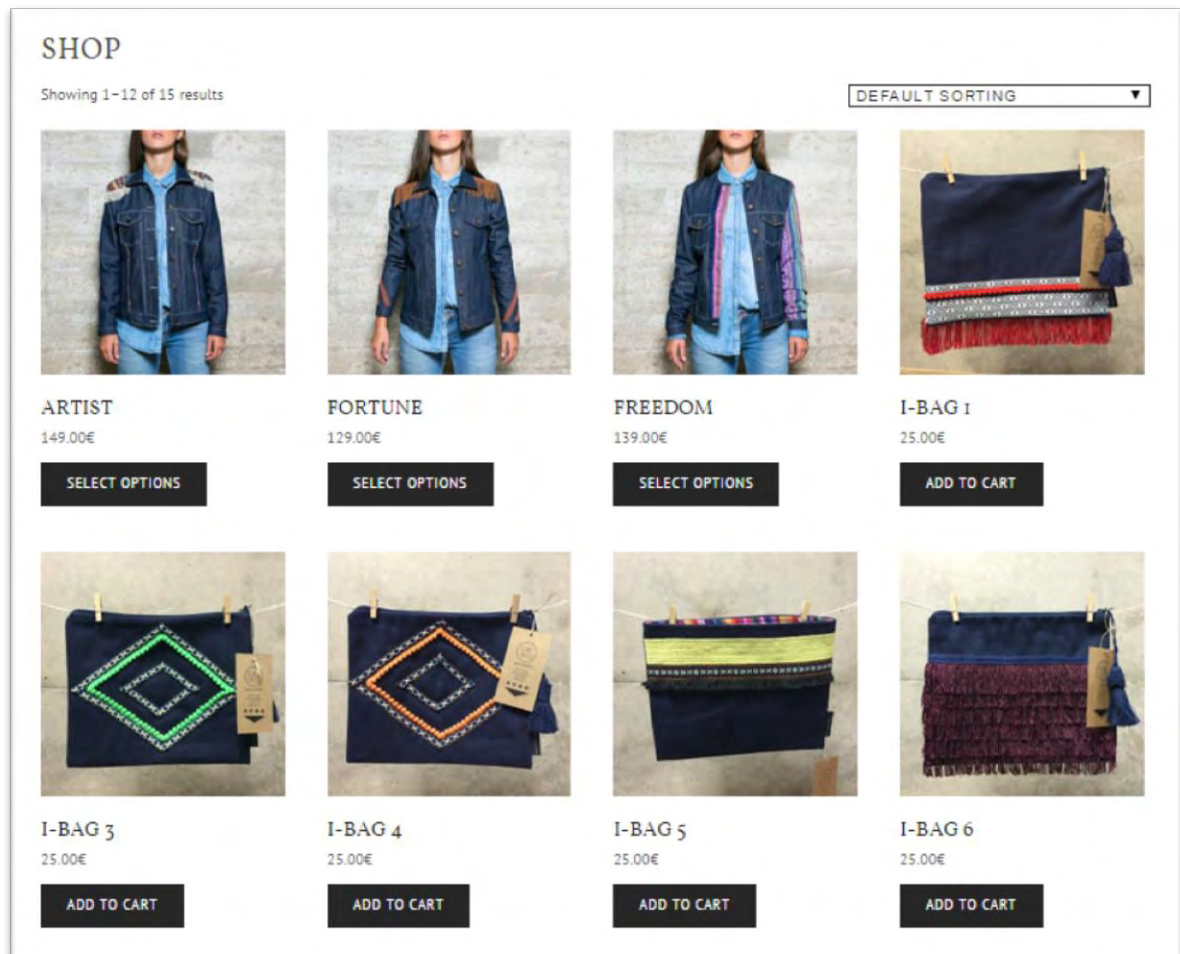 SHOP
Showing 1–12 of 15 results
DEFAULT SORTING
ARTIST
149.00€
SELECT OPTIONS
FORTUNE
129.00€
SELECT OPTIONS
FREEDOM
139.00€
SELECT OPTIONS
I-BAG 1
25.00€
ADD TO CART
I-BAG 3
25.00€
ADD TO CART
I-BAG 4
25.00€
ADD TO CART
I-BAG 5
25.00€
ADD TO CART
I-BAG 6
25.00€
ADD TO CART